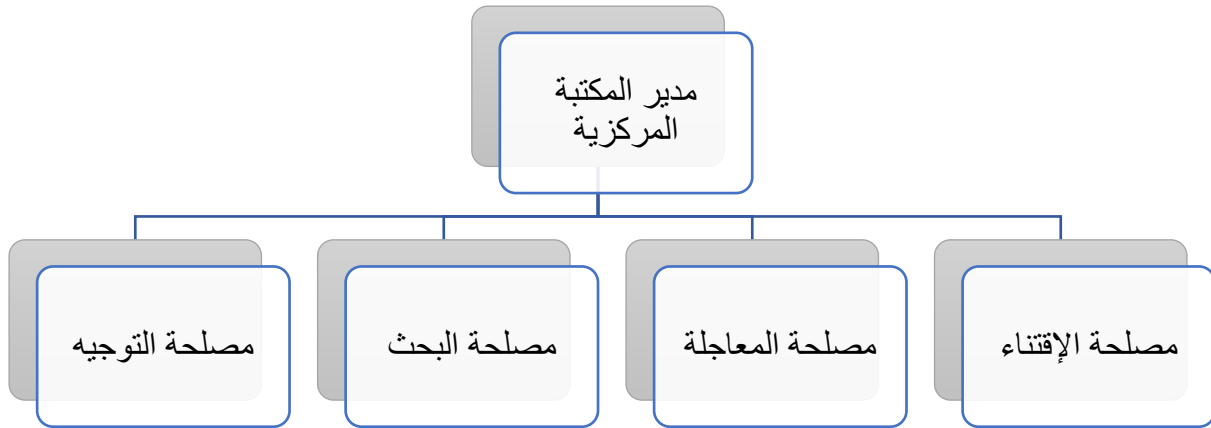 مدير المكتبة
المركزية
مصلحة الإقتناء
مصلحة المعاجلة
مصلحة البحث
مصلحة التوجيه